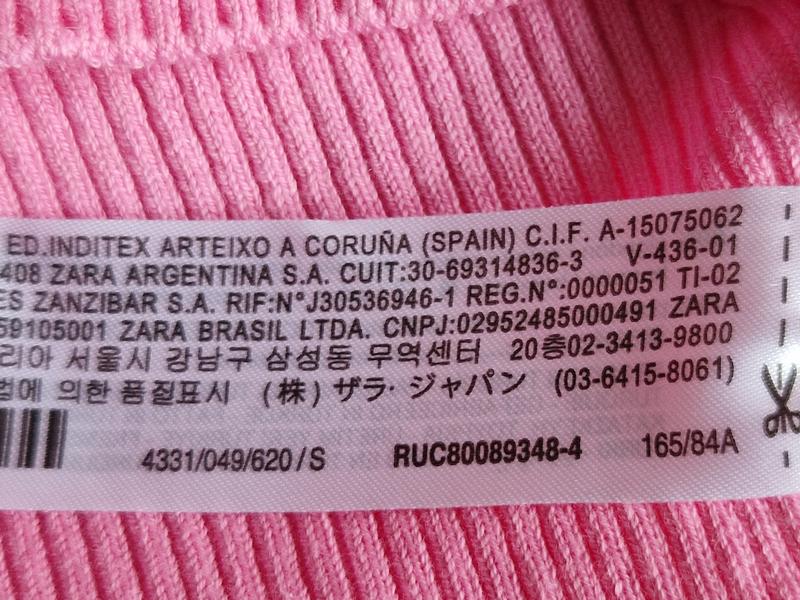 ED.INDITEX ARTEIXO A CORUÑA (SPAIN) C.I.F. A-15075062
408 ZARA ARGENTINA S.A. CUIT:30-69314836-3 V-436-01
ES ZANZIBAR S.A. RIF:N°J30536946-1 REG.N°:0000051 TI-02
59105001 ZARA BRASIL LTDA. CNPJ:02952485000491 ZARA
리아 서울시 강남구 삼성동 무역센터 20층02-3413-9800
법에 의한 품질표시 (株) ザラ· ジャパン (03-6415-8061)
4331/049/620/S RUC80089348-4 165/84A